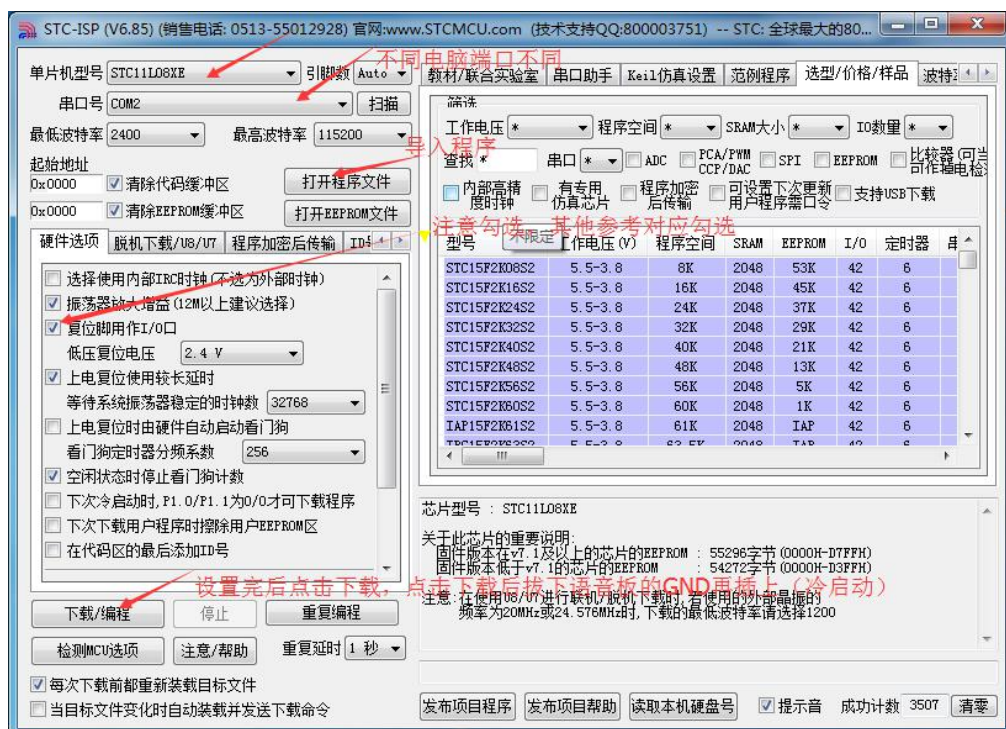 STC-ISP (V6.85) (销售电话: 0513-55012928) 官网:www.STCMCU.com (技术支持QQ:800003751) -- STC: 全球最大的80...
不同电脑端口不同
单片机型号 STC11L08XE 引脚数 Auto
串口号 COM2 扫描
最低波特率 2400 最高波特率 115200
导入程序
起始地址
0x0000 清除代码缓冲区 打开程序文件
0x0000 清除EEPROM缓冲区 打开EEPROM文件
注意勾选，其他参考对应勾选
硬件选项 脱机下载/U8/U7 程序加密后传输
选择使用内部IRC时钟(不选为外部时钟)
振荡器放大增益(12M以上建议选择)
复位脚用作I/O口
低压复位电压 2.4 V
上电复位使用较长延时
等待系统振荡器稳定的时钟数 32768
上电复位时由硬件自动启动看门狗
看门狗定时器分频系数 256
空闲状态时停止看门狗计数
下次冷启动时,P1.0/P1.1为0/0才可下载程序
下次下载用户程序时擦除用户EEPROM区
在代码区的最后添加ID号
设置完后点击下载，点击下载后拔下语音板的GND再插上（冷启动）
下载/编程 停止 重复编程
检测MCU选项 注意/帮助 重复延时 1 秒
每次下载前都重新装载目标文件
当目标文件变化时自动装载并发送下载命令
教材/联合实验室 串口助手 Keil仿真设置 范例程序 选型/价格/样品
筛选
工作电压 * 程序空间 * SRAM大小 * IO数量 *
查找 * 串口 * ADC PCA/PWM CCP/DAC SPI EEPROM 比较器(可当
内部高精度时钟 有专用仿真芯片 程序加密后传输 可设置下次更新用户程序需口令 支持USB下载
不限定
型号 工作电压(V) 程序空间 SRAM EEPROM I/O 定时器
STC15F2K08S2 5.5-3.8 8K 2048 53K 42 6
STC15F2K16S2 5.5-3.8 16K 2048 45K 42 6
STC15F2K24S2 5.5-3.8 24K 2048 37K 42 6
STC15F2K32S2 5.5-3.8 32K 2048 29K 42 6
STC15F2K40S2 5.5-3.8 40K 2048 21K 42 6
STC15F2K48S2 5.5-3.8 48K 2048 13K 42 6
STC15F2K56S2 5.5-3.8 56K 2048 5K 42 6
STC15F2K60S2 5.5-3.8 60K 2048 1K 42 6
IAP15F2K61S2 5.5-3.8 61K 2048 IAP 42 6
芯片型号 : STC11L08XE
关于此芯片的重要说明:
固件版本在v7.1及以上的芯片的EEPROM : 55296字节(0000H-D7FFH)
固件版本低于v7.1的芯片的EEPROM : 54272字节(0000H-D3FFH)
注意:在使用U8/U7进行联机/脱机下载时,若使用的外部晶振的
频率为20MHz或24.576MHz时,下载的最低波特率请选择1200
发布项目程序 发布项目帮助 读取本机硬盘号 提示音 成功计数 3507 清零